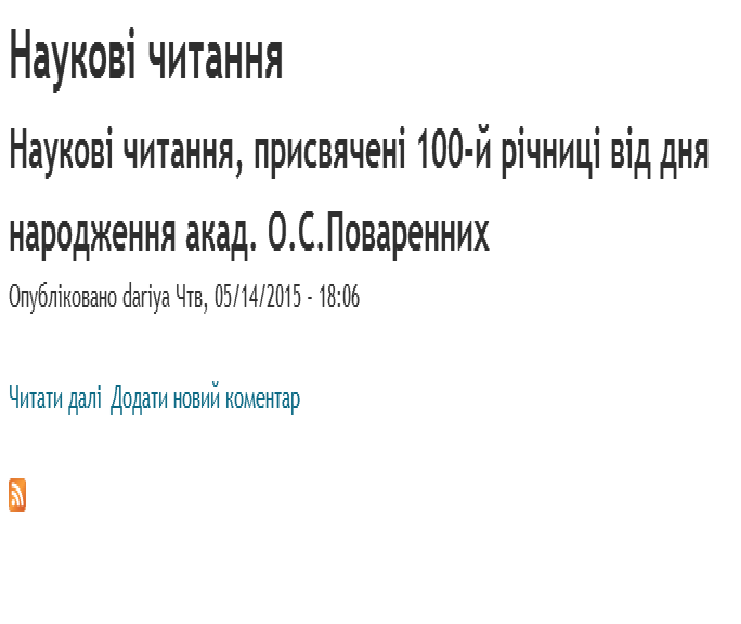 Наукові читання
Наукові читання, присвячені 100-й річниці від дня
народження акад. О.С.Поваренних
Опубліковано dariya Чтв, 05/14/2015 - 18:06
Читати далі Додати новий коментар